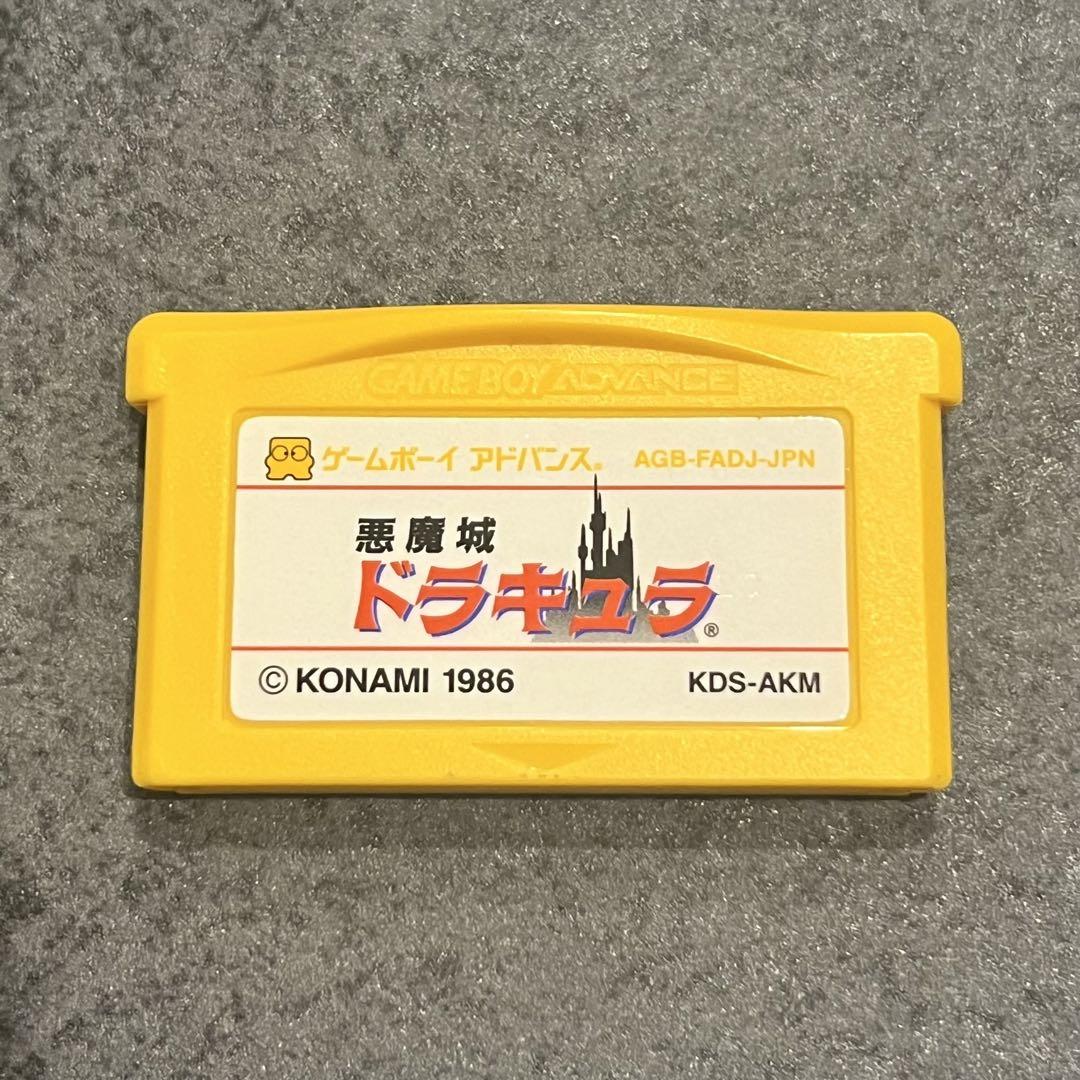 GAME BOY ADVANCE
ゲームボーイ アドバンス® AGB-FADJ-JPN
悪魔城
ドラキュラ®
© KONAMI 1986 KDS-AKM